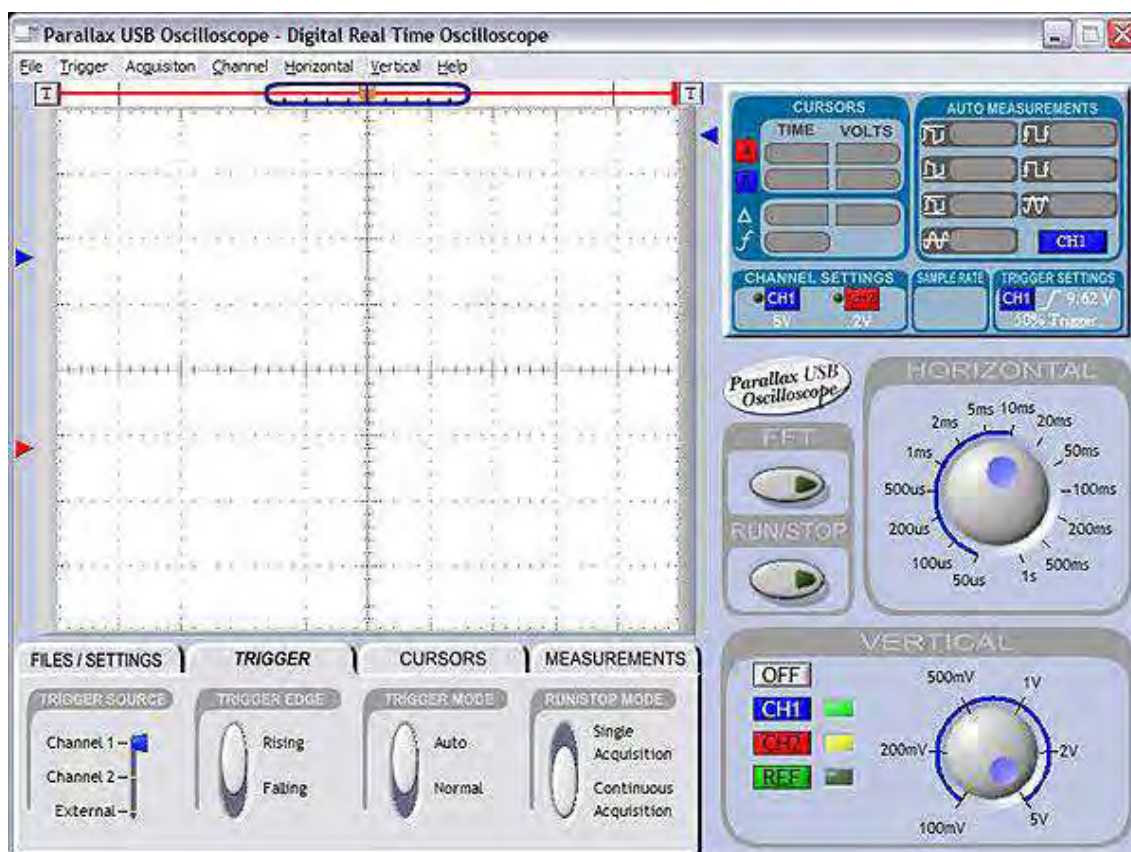 Parallax USB Oscilloscope - Digital Real Time Oscilloscope
File Trigger Acquisiton Channel Horizontal Vertical Help
T T
CURSORS
TIME VOLTS
A
Δ
f
AUTO MEASUREMENTS
CH1
CHANNEL SETTINGS
CH1 CH2
5V 2V
SAMPLE RATE
TRIGGER SETTINGS
CH1 9.62 V
50% Trigger
Parallax USB
Oscilloscope
FFT
RUN/STOP
HORIZONTAL
50us
100us
200us
500us
1ms
2ms
5ms
10ms
20ms
50ms
100ms
200ms
500ms
1s
FILES / SETTINGS
TRIGGER
CURSORS
MEASUREMENTS
TRIGGER SOURCE
Channel 1
Channel 2
External
TRIGGER EDGE
Rising
Falling
TRIGGER MODE
Auto
Normal
RUN/STOP MODE
Single
Acquisition
Continuous
Acquisition
VERTICAL
OFF
CH1
CH2
REF
100mV
200mV
500mV
1V
2V
5V